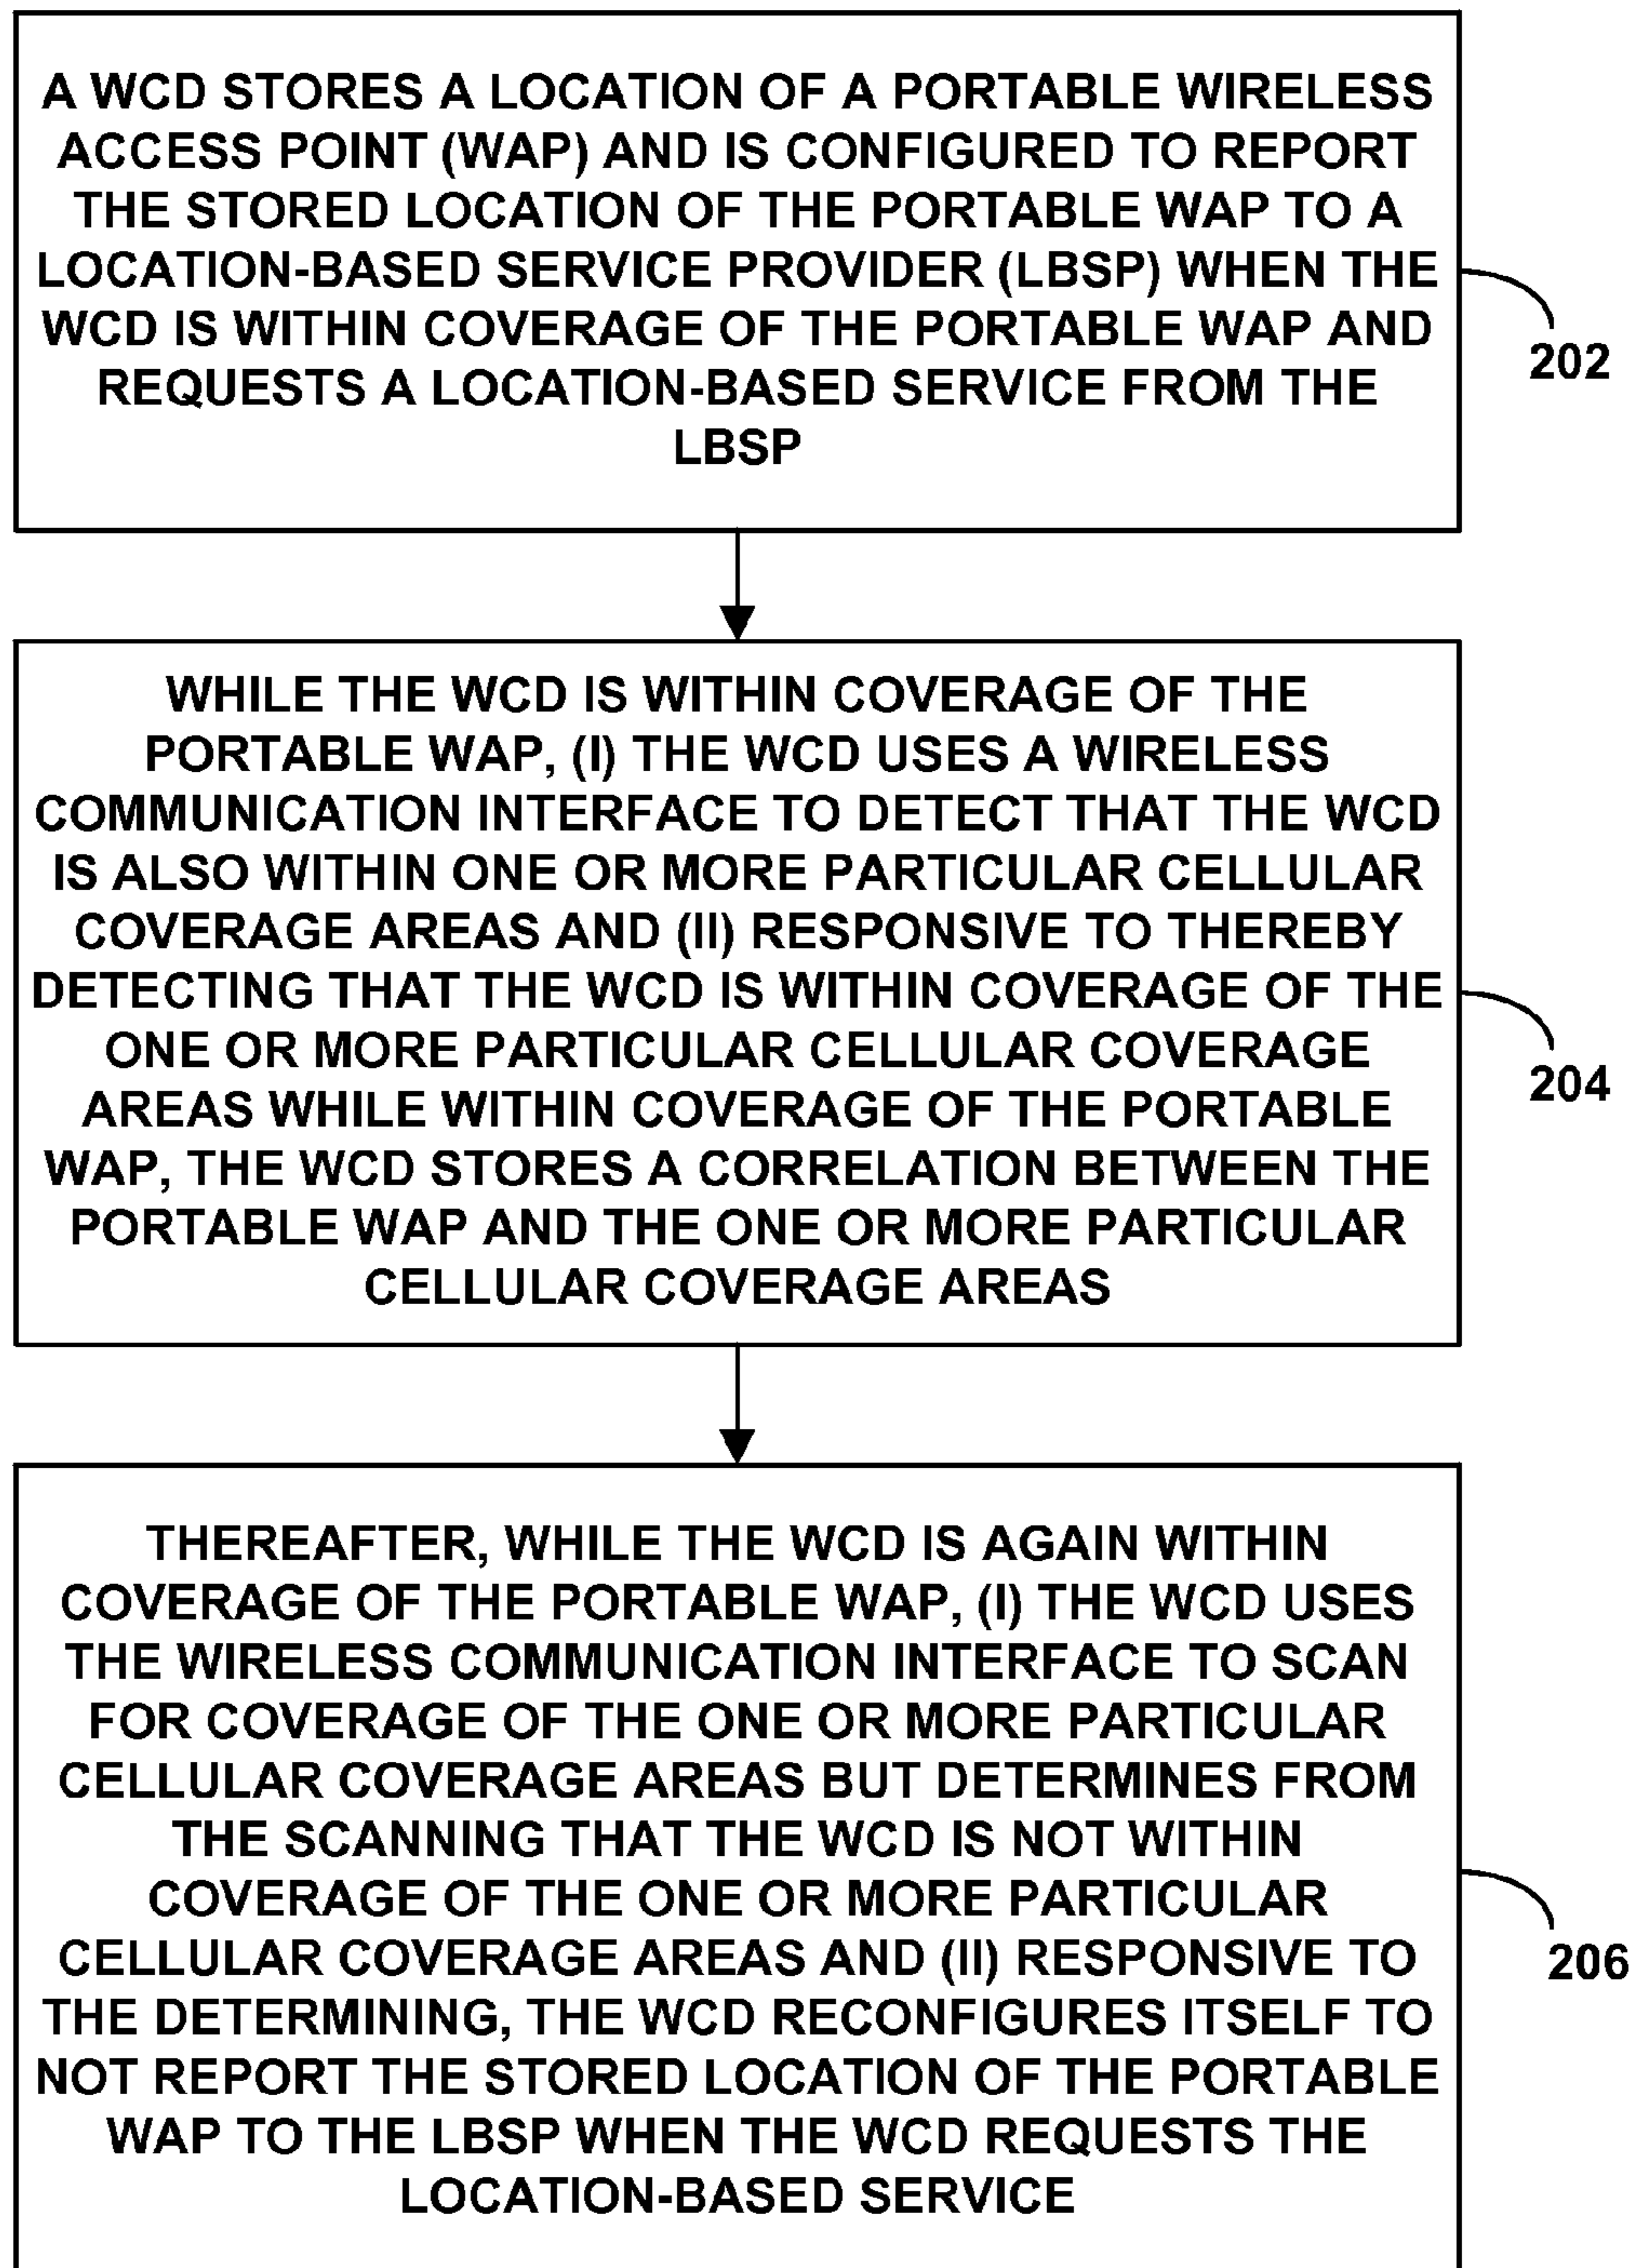 A WCD STORES A LOCATION OF A PORTABLE WIRELESS
ACCESS POINT (WAP) AND IS CONFIGURED TO REPORT
THE STORED LOCATION OF THE PORTABLE WAP TO A
LOCATION-BASED SERVICE PROVIDER (LBSP) WHEN THE
WCD IS WITHIN COVERAGE OF THE PORTABLE WAP AND
REQUESTS A LOCATION-BASED SERVICE FROM THE
LBSP
202
WHILE THE WCD IS WITHIN COVERAGE OF THE
PORTABLE WAP, (I) THE WCD USES A WIRELESS
COMMUNICATION INTERFACE TO DETECT THAT THE WCD
IS ALSO WITHIN ONE OR MORE PARTICULAR CELLULAR
COVERAGE AREAS AND (II) RESPONSIVE TO THEREBY
DETECTING THAT THE WCD IS WITHIN COVERAGE OF THE
ONE OR MORE PARTICULAR CELLULAR COVERAGE
AREAS WHILE WITHIN COVERAGE OF THE PORTABLE
WAP, THE WCD STORES A CORRELATION BETWEEN THE
PORTABLE WAP AND THE ONE OR MORE PARTICULAR
CELLULAR COVERAGE AREAS
204
THEREAFTER, WHILE THE WCD IS AGAIN WITHIN
COVERAGE OF THE PORTABLE WAP, (I) THE WCD USES
THE WIRELESS COMMUNICATION INTERFACE TO SCAN
FOR COVERAGE OF THE ONE OR MORE PARTICULAR
CELLULAR COVERAGE AREAS BUT DETERMINES FROM
THE SCANNING THAT THE WCD IS NOT WITHIN
COVERAGE OF THE ONE OR MORE PARTICULAR
CELLULAR COVERAGE AREAS AND (II) RESPONSIVE TO
THE DETERMINING, THE WCD RECONFIGURES ITSELF TO
NOT REPORT THE STORED LOCATION OF THE PORTABLE
WAP TO THE LBSP WHEN THE WCD REQUESTS THE
LOCATION-BASED SERVICE
206